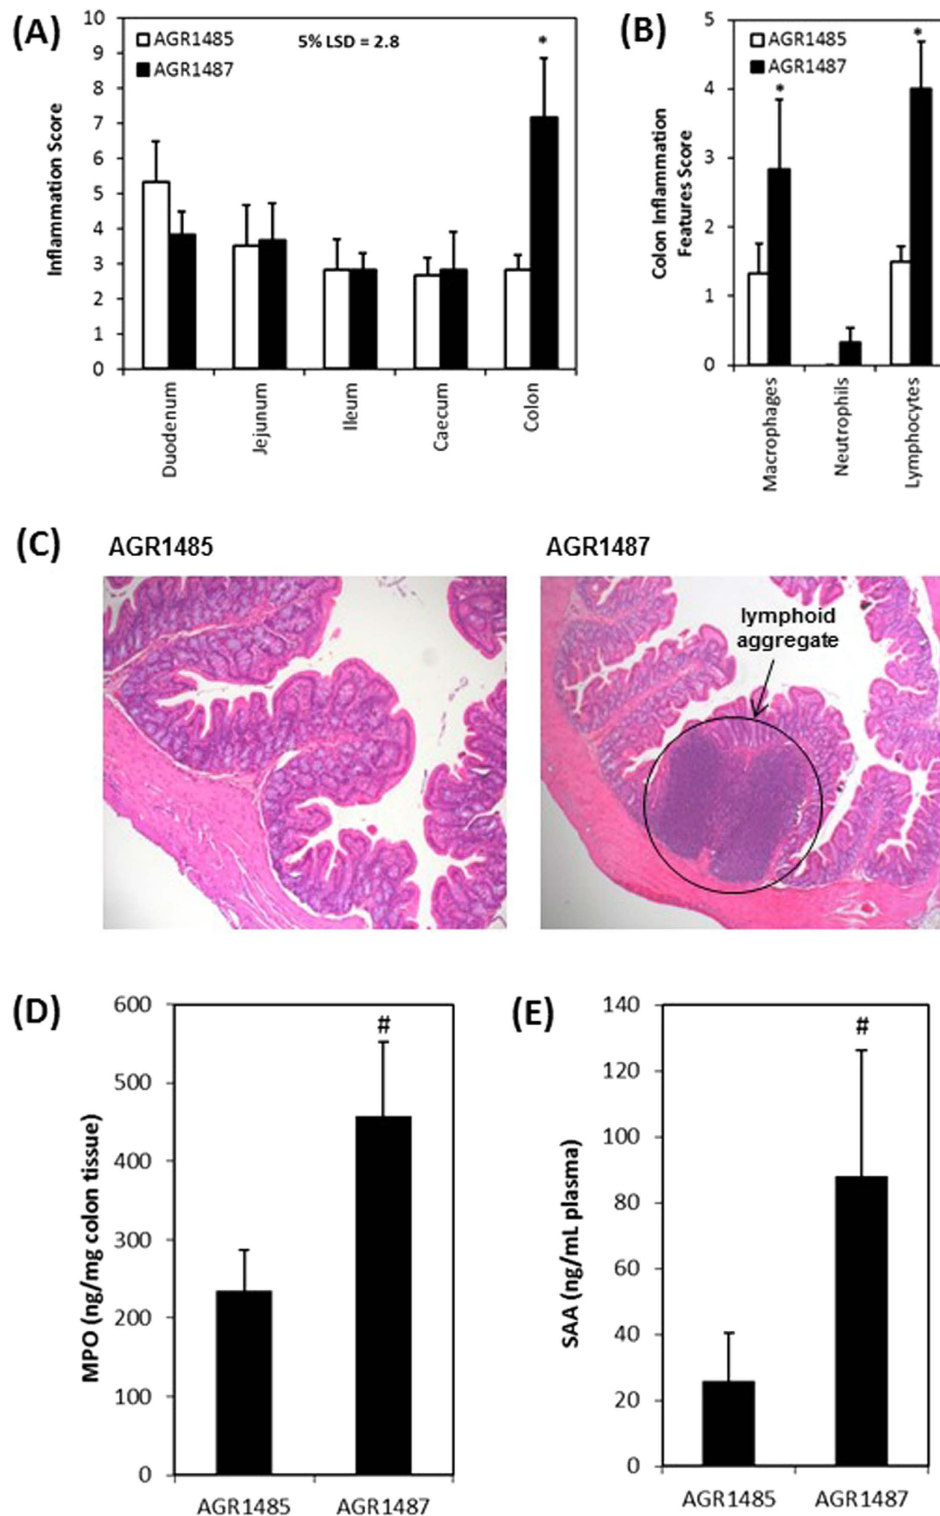 (A)
10
9
8
7
6
5
4
3
2
1
0
Inflammation Score
AGR1485
AGR1487
5% LSD = 2.8
*
Duodenum
Jejunum
Ileum
Caecum
Colon
(B)
5
4
3
2
1
0
Colon Inflammation
Features Score
AGR1485
AGR1487
*
*
Macrophages
Neutrophils
Lymphocytes
(C)
AGR1485
AGR1487
lymphoid
aggregate
(D)
600
500
400
300
200
100
0
MPO (ng/mg colon tissue)
#
AGR1485
AGR1487
(E)
140
120
100
80
60
40
20
0
SAA (ng/mL plasma)
#
AGR1485
AGR1487